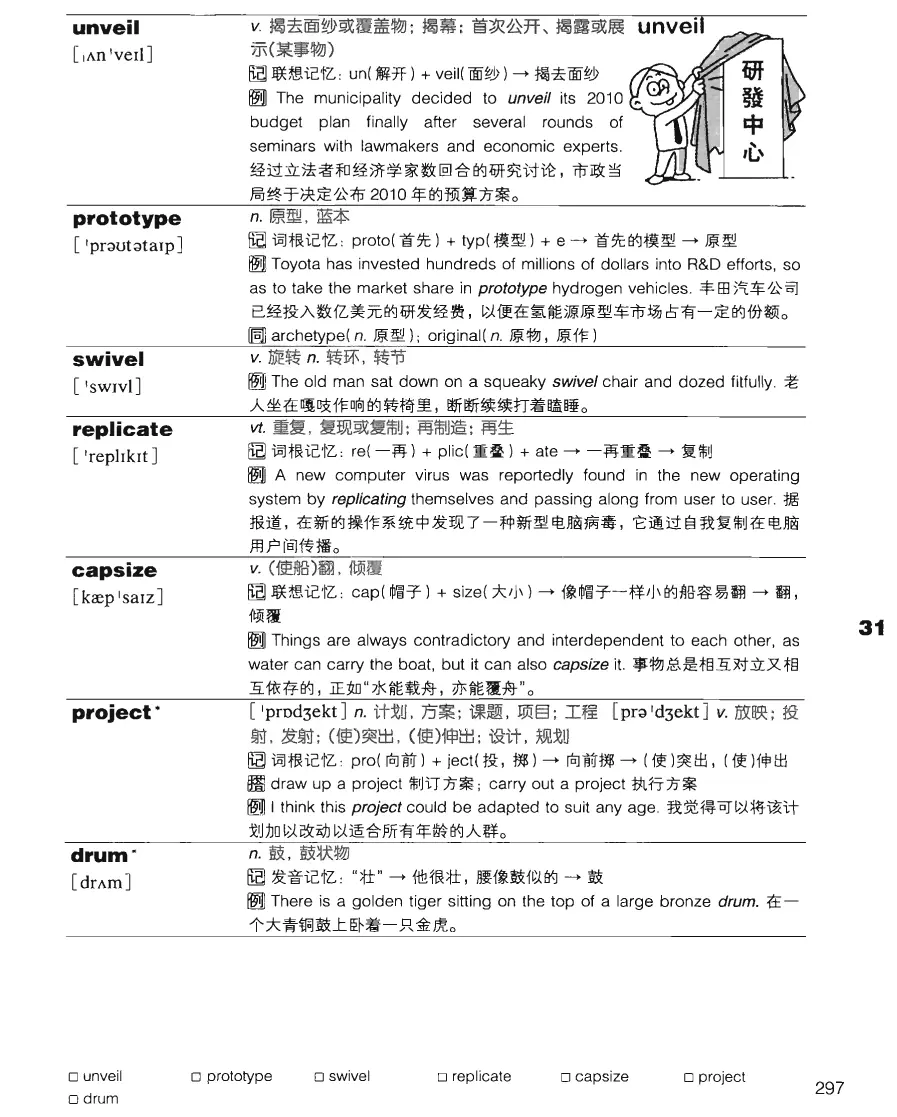 unveil
[ˌʌn'veɪl]
v. 揭去面纱或覆盖物；揭幕；首次公开、揭露或展
示(某事物)
记 联想记忆：un(解开) + veil(面纱) → 揭去面纱
例 The municipality decided to unveil its 2010
budget plan finally after several rounds of
seminars with lawmakers and economic experts.
经过立法者和经济学家数回合的研究讨论，市政当
局终于决定公布 2010 年的预算方案。
unveil
研
發
中
心
prototype
['prəʊtətaɪp]
n. 原型，蓝本
记 词根记忆：proto(首先) + typ(模型) + e → 首先的模型 → 原型
例 Toyota has invested hundreds of millions of dollars into R&D efforts, so
as to take the market share in prototype hydrogen vehicles. 丰田汽车公司
已经投入数亿美元的研发经费，以便在氢能源原型车市场占有一定的份额。
同 archetype(n. 原型)；original(n. 原物，原作)
swivel
['swɪvl]
v. 旋转 n. 转环，转节
例 The old man sat down on a squeaky swivel chair and dozed fitfully. 老
人坐在嘎吱作响的转椅里，断断续续打着瞌睡。
replicate
['replɪkɪt]
vt. 重复，复现或复制；再制造；再生
记 词根记忆：re(一再) + plic(重叠) + ate → 一再重叠 → 复制
例 A new computer virus was reportedly found in the new operating
system by replicating themselves and passing along from user to user. 据
报道，在新的操作系统中发现了一种新型电脑病毒，它通过自我复制在电脑
用户间传播。
capsize
[kæp'saɪz]
v. (使船)翻，倾覆
记 联想记忆：cap(帽子) + size(大小) → 像帽子一样小的船容易翻 → 翻，
倾覆
例 Things are always contradictory and interdependent to each other, as
water can carry the boat, but it can also capsize it. 事物总是相互对立又相
互依存的，正如“水能载舟，亦能覆舟”。
31
project*
['prɒdʒekt] n. 计划，方案；课题，项目；工程 [prə'dʒekt] v. 放映；投
射，发射；(使)突出，(使)伸出；设计，规划
记 词根记忆：pro(向前) + ject(投，掷) → 向前掷 → (使)突出，(使)伸出
搭 draw up a project 制订方案；carry out a project 执行方案
例 I think this project could be adapted to suit any age. 我觉得可以将该计
划加以改动以适合所有年龄的人群。
drum*
[drʌm]
n. 鼓，鼓状物
记 发音记忆：“壮” → 他很壮，腰像鼓似的 → 鼓
例 There is a golden tiger sitting on the top of a large bronze drum. 在一
个大青铜鼓上卧着一只金虎。
□ unveil □ prototype □ swivel □ replicate □ capsize □ project
□ drum
297